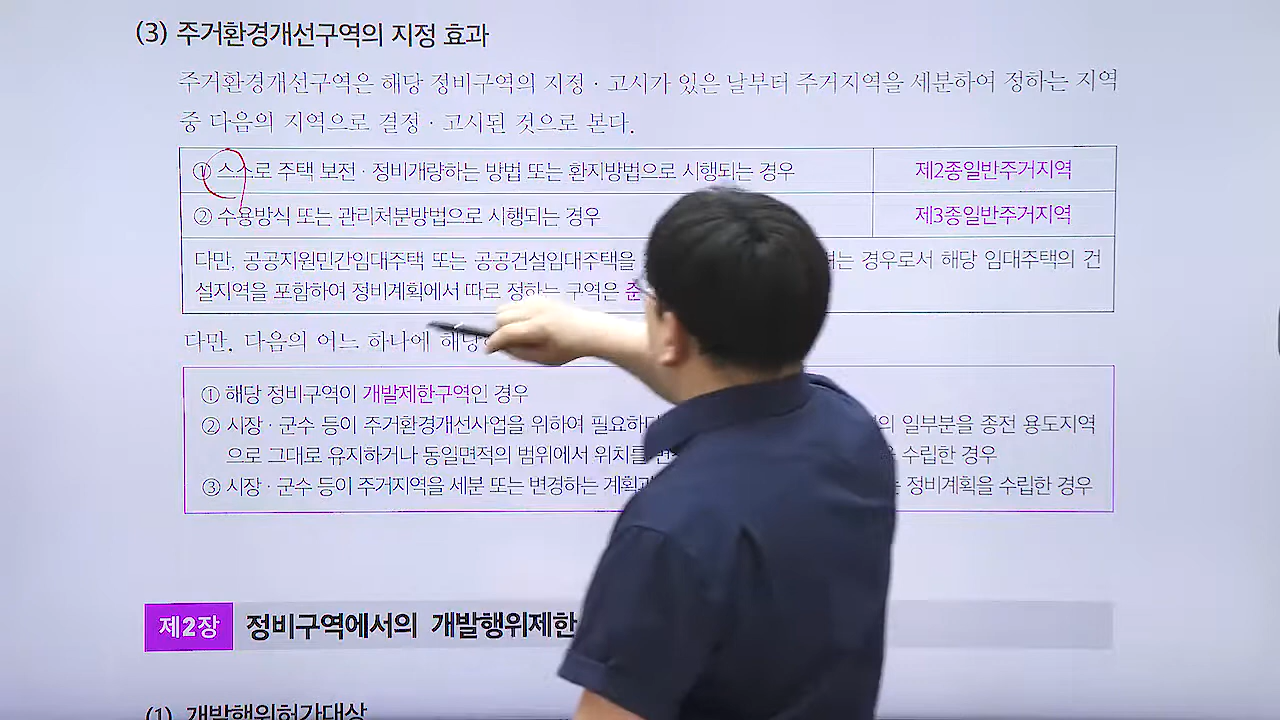 (3) 주거환경개선구역의 지정 효과
주거환경개선구역은 해당 정비구역의 지정 · 고시가 있은 날부터 주거지역을 세분하여 정하는 지역
중 다음의 지역으로 결정 · 고시된 것으로 본다.
① 스스로 주택 보전 · 정비개량하는 방법 또는 환지방법으로 시행되는 경우 제2종일반주거지역
② 수용방식 또는 관리처분방법으로 시행되는 경우 제3종일반주거지역
다만, 공공지원민간임대주택 또는 공공건설임대주택을 경우로서 해당 임대주택의 건
설지역을 포함하여 정비계획에서 따로 정하는 구역은 준
다만, 다음의 어느 하나에
① 해당 정비구역이 개발제한구역인 경우
② 시장 · 군수 등이 주거환경개선사업을 위하여 일부분을 종전 용도지역
으로 그대로 유지하거나 동일면적의 범위에서 위치를 수립한 경우
③ 시장 · 군수 등이 주거지역을 세분 또는 변경하는 정비계획을 수립한 경우
제2장 정비구역에서의 개발행위제한
(1) 개발행위허가대상